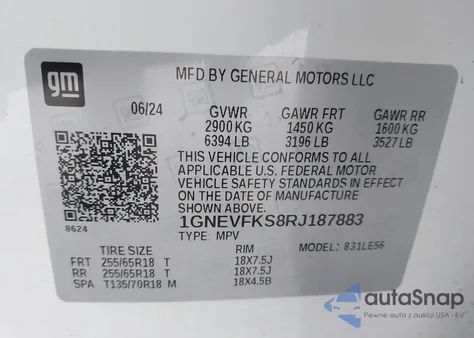 gm
MFD BY GENERAL MOTORS LLC
06/24 GVWR GAWR FRT GAWR RR
2900 KG 1450 KG 1600 KG
6394 LB 3196 LB 3527 LB
THIS VEHICLE CONFORMS TO ALL
APPLICABLE U.S. FEDERAL MOTOR
VEHICLE SAFETY STANDARDS IN EFFECT
ON THE DATE OF MANUFACTURE
SHOWN ABOVE.
8624
1GNEVFKS8RJ187883
TYPE: MPV MODEL: 831LE56
TIRE SIZE RIM
FRT 255/65R18 T 18X7.5J
RR 255/65R18 T 18X7.5J
SPA T135/70R18 M 18X4.5B
autoSnap
Pewne auta z aukcji USA - EU